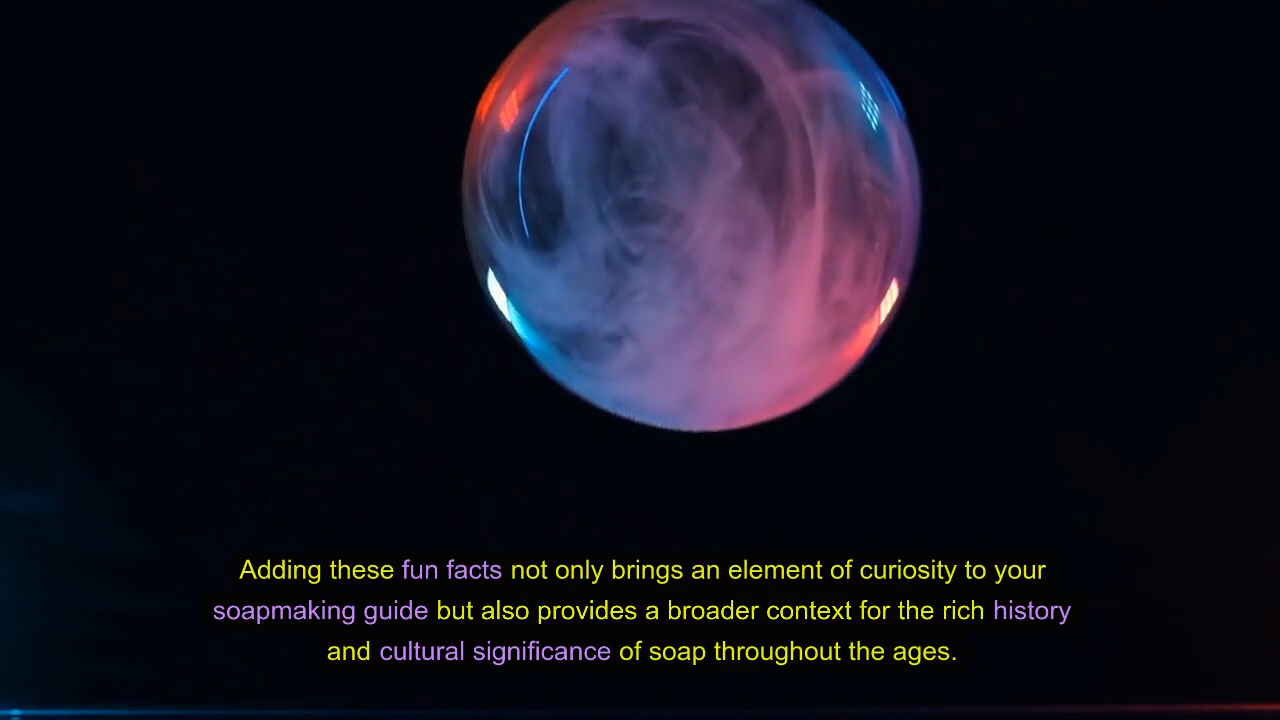 Adding these fun facts not only brings an element of curiosity to your
soapmaking guide but also provides a broader context for the rich history
and cultural significance of soap throughout the ages.